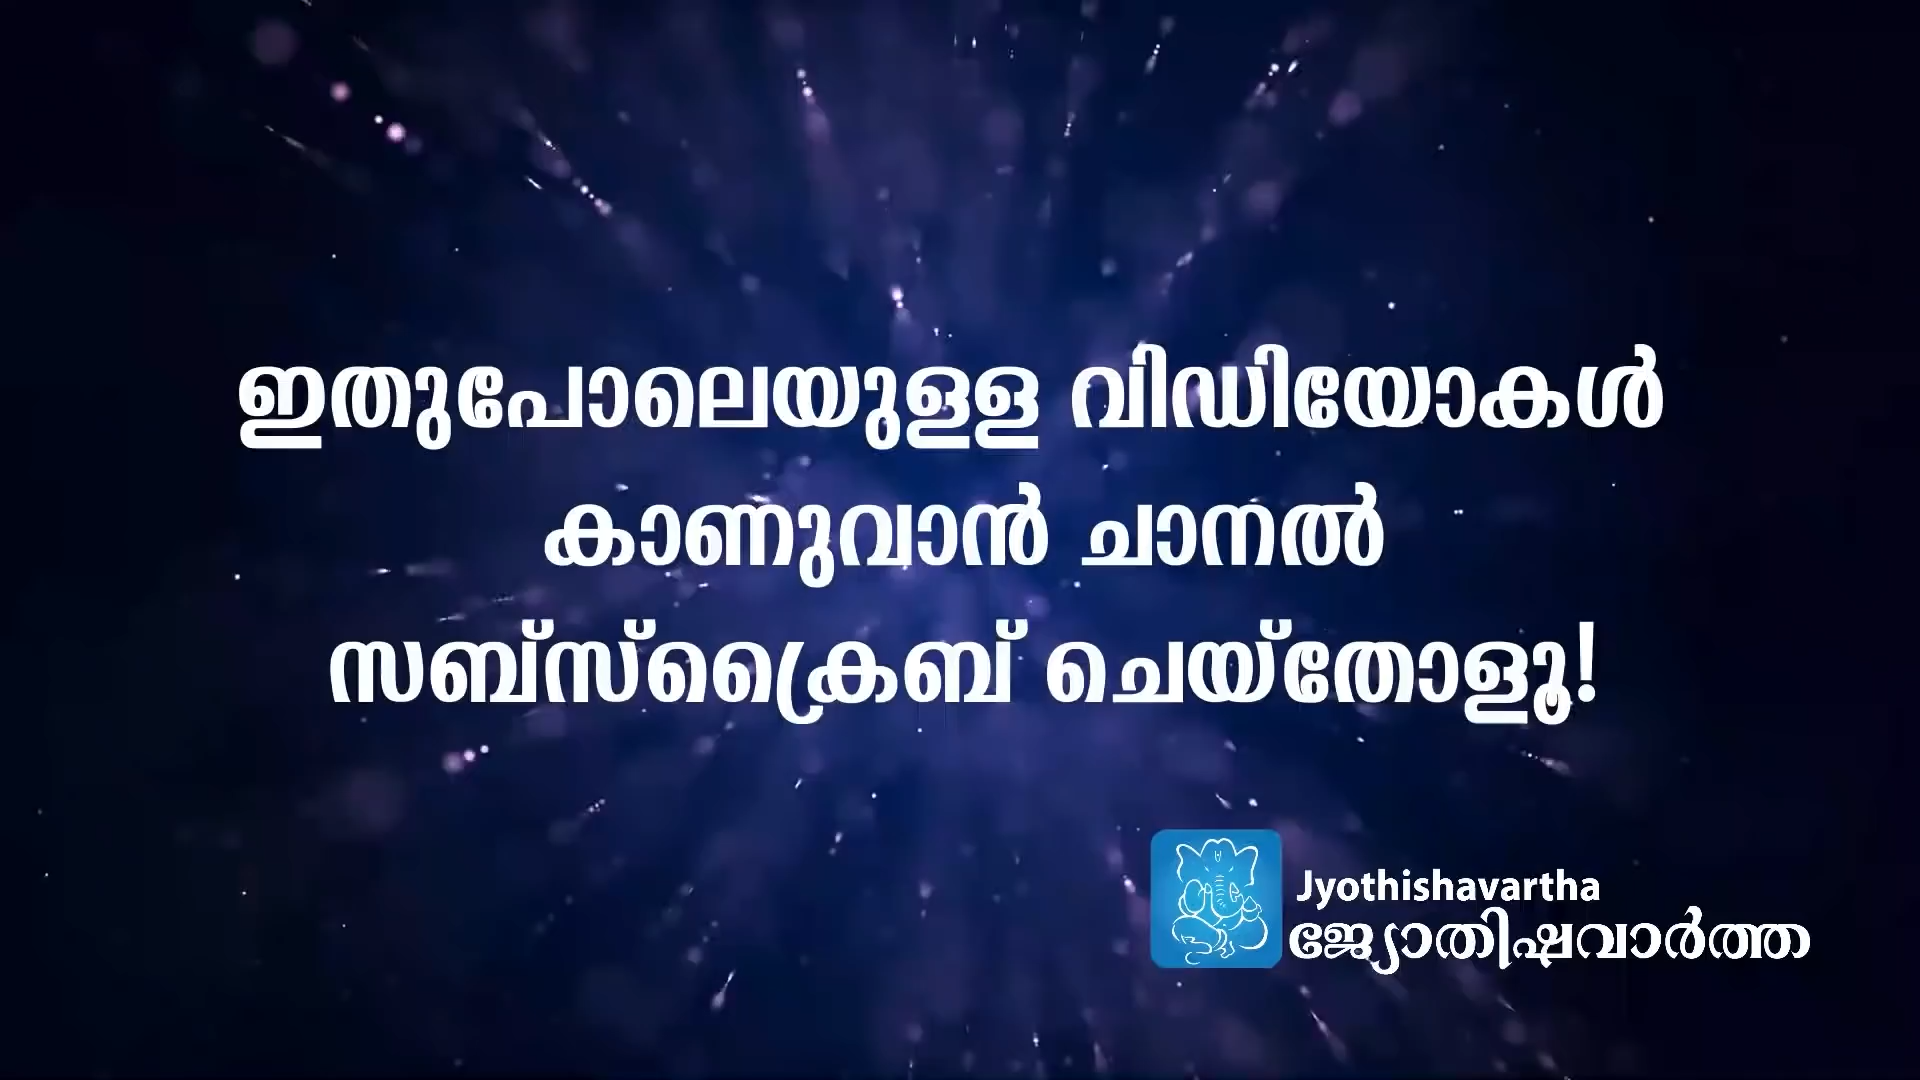 ഇതുപോലെയുള്ള വിഡിയോകൾ
കാണുവാൻ ചാനൽ
സബ്സ്ക്രൈബ് ചെയ്തോളൂ!
Jyothishavartha
ജ്യോതിഷവാർത്ത